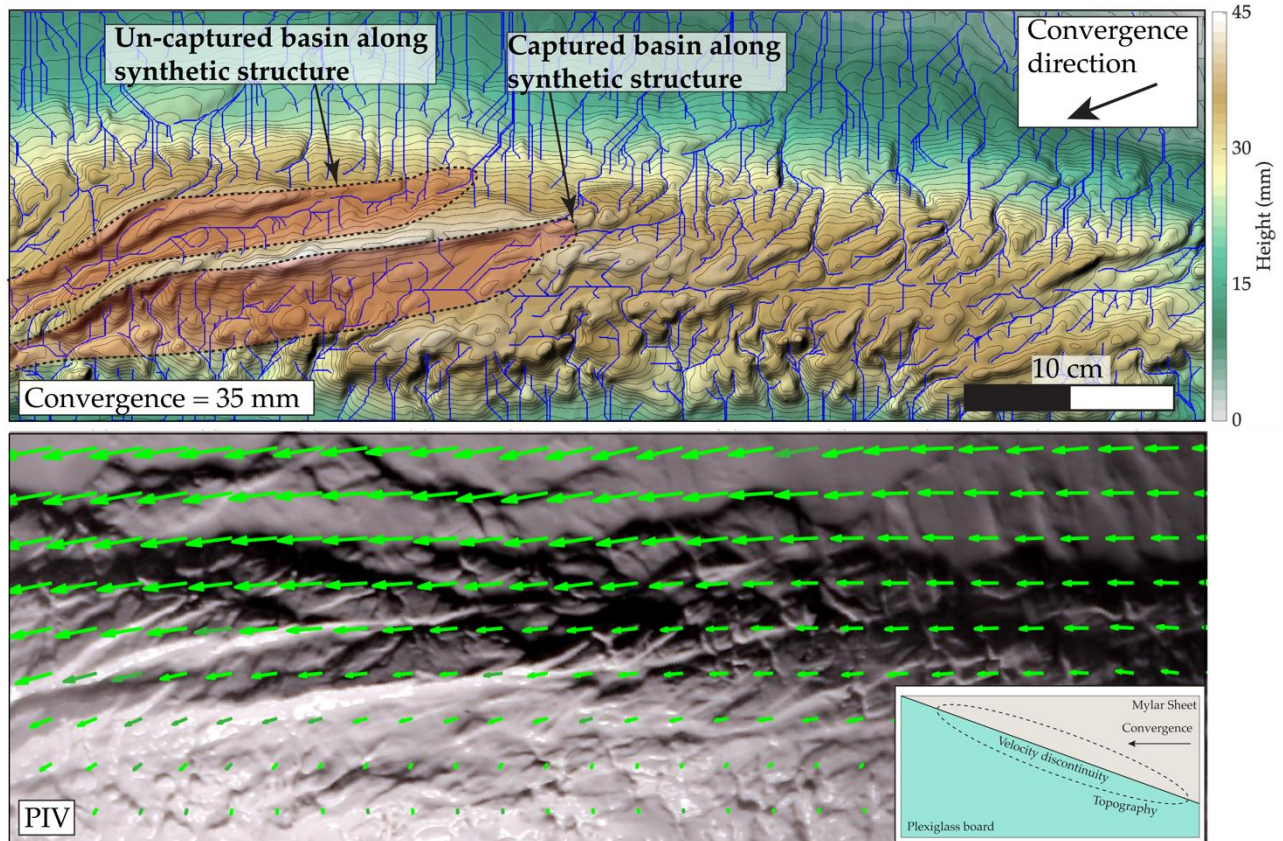 Un-captured basin along
synthetic structure
Captured basin along
synthetic structure
Convergence
direction
45
30
15
0
Height (mm)
10 cm
Convergence = 35 mm
PIV
Mylar Sheet
Convergence
Velocity discontinuity
Topography
Plexiglass board